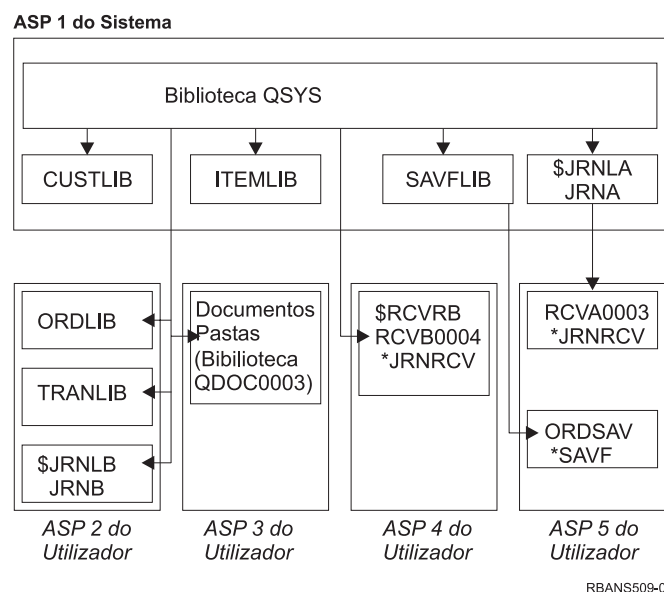 ASP 1 do Sistema
Biblioteca QSYS
CUSTLIB
ITEMLIB
SAVFLIB
$JRNLA
JRNA
ORDLIB
TRANLIB
$JRNLB
JRNB
Documentos
Pastas
(Bibilioteca
QDOC0003)
$RCVRB
RCVB0004
*JRNRCV
RCVA0003
*JRNRCV
ORDSAV
*SAVF
ASP 2 do
Utilizador
ASP 3 do
Utilizador
ASP 4 do
Utilizador
ASP 5 do
Utilizador
RBANS509-0